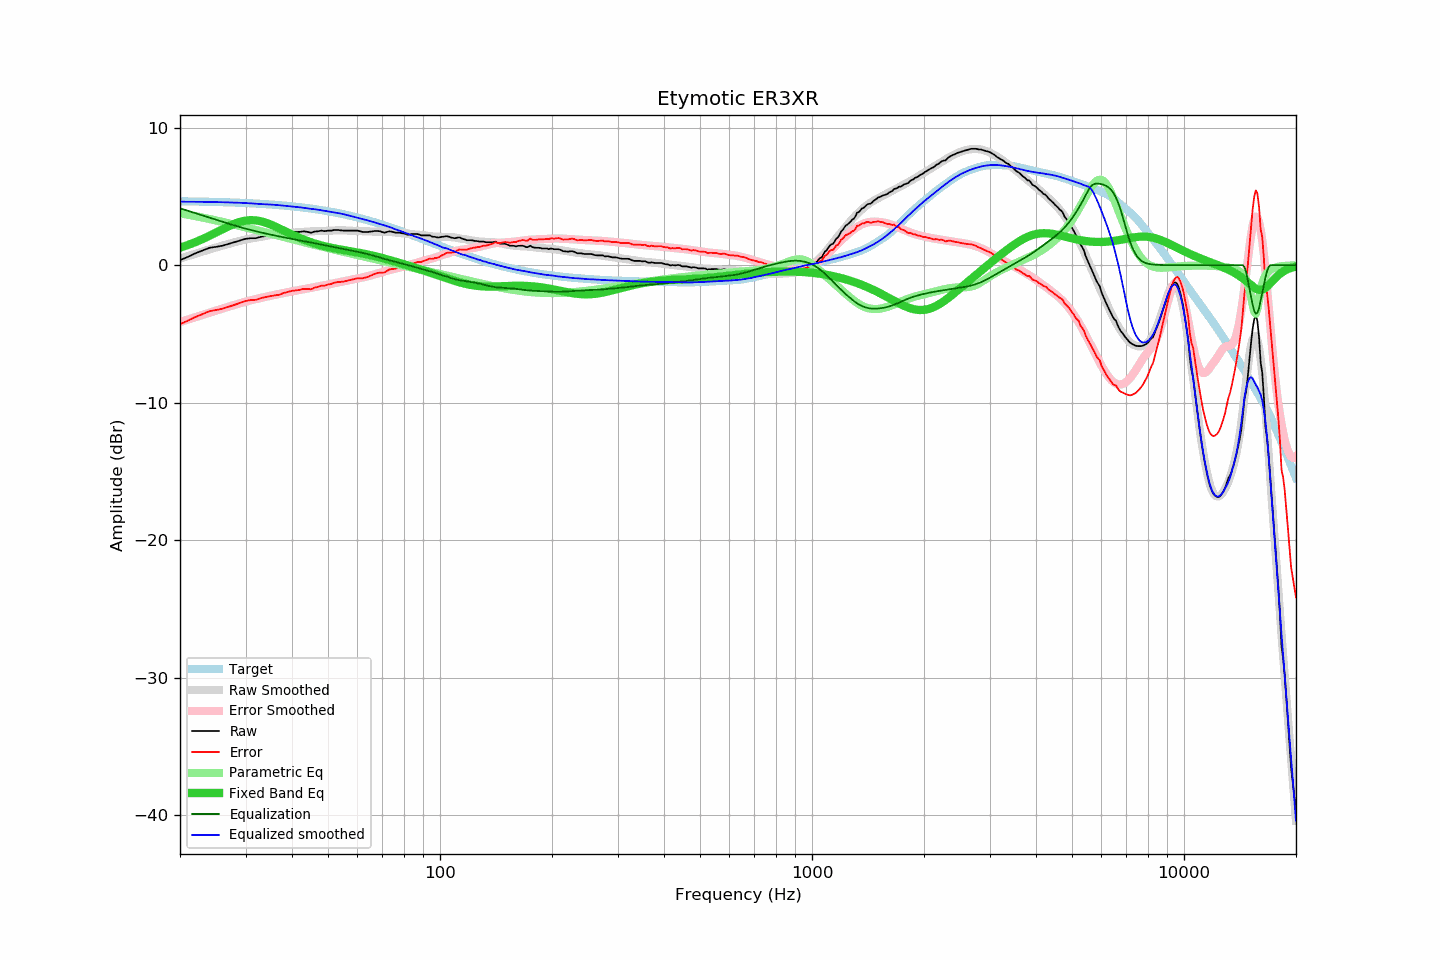 Etymotic ER3XR
10
0
−10
−20
−30
−40
Amplitude (dBr)
Target
Raw Smoothed
Error Smoothed
Raw
Error
Parametric Eq
Fixed Band Eq
Equalization
Equalized smoothed
100
1000
10000
Frequency (Hz)